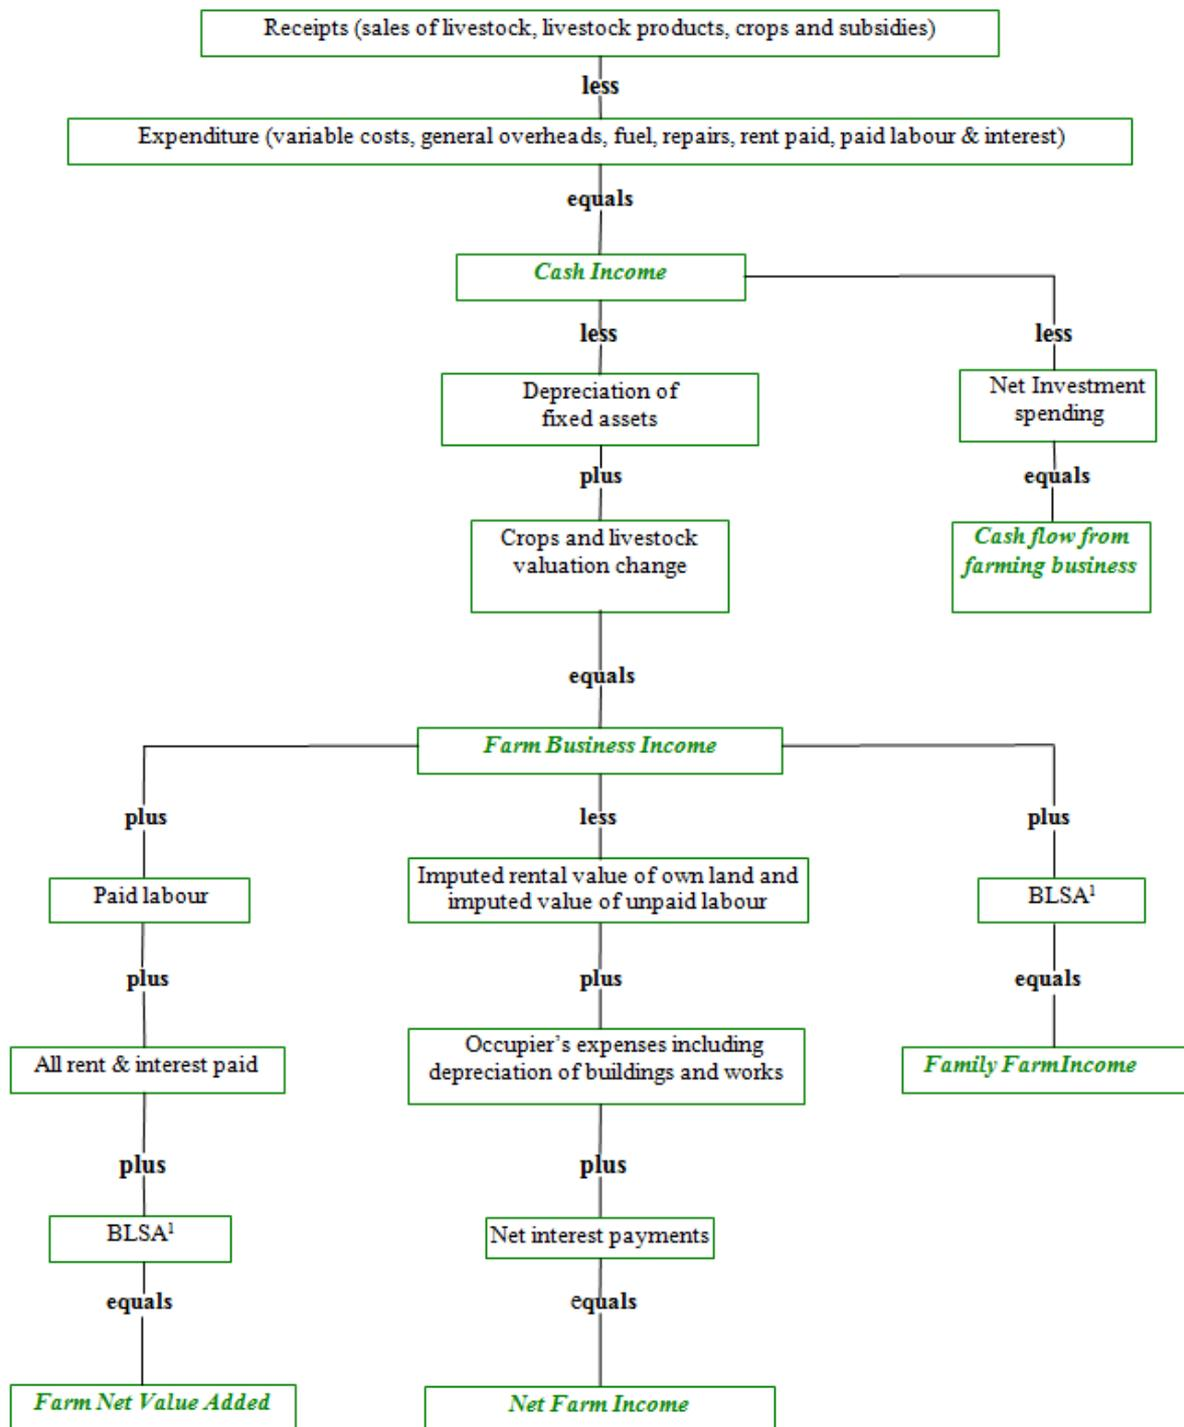 Receipts (sales of livestock, livestock products, crops and subsidies)
less
Expenditure (variable costs, general overheads, fuel, repairs, rent paid, paid labour & interest)
equals
Cash Income
less
less
Depreciation of
fixed assets
Net Investment
spending
plus
equals
Crops and livestock
valuation change
Cash flow from
farming business
equals
Farm Business Income
plus
less
plus
Paid labour
Imputed rental value of own land and
imputed value of unpaid labour
BLSA¹
plus
plus
equals
All rent & interest paid
Occupier's expenses including
depreciation of buildings and works
Family FarmIncome
plus
plus
BLSA¹
Net interest payments
equals
equals
Farm Net Value Added
Net Farm Income